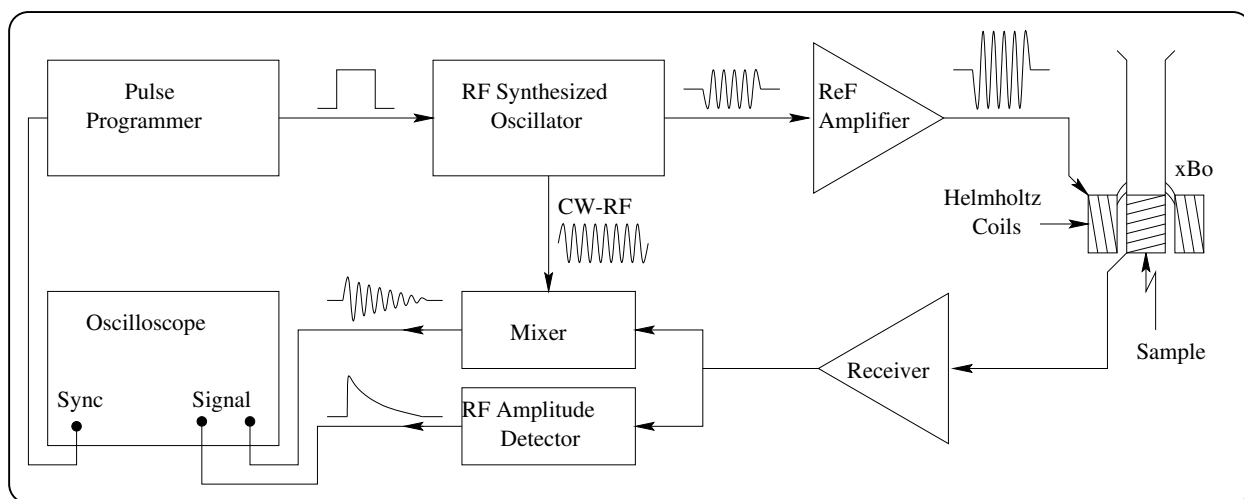 Pulse
Programmer
RF Synthesized
Oscillator
ReF
Amplifier
xBo
Helmholtz
Coils
CW-RF
Oscilloscope
Mixer
Receiver
Sample
Sync
Signal
RF Amplitude
Detector